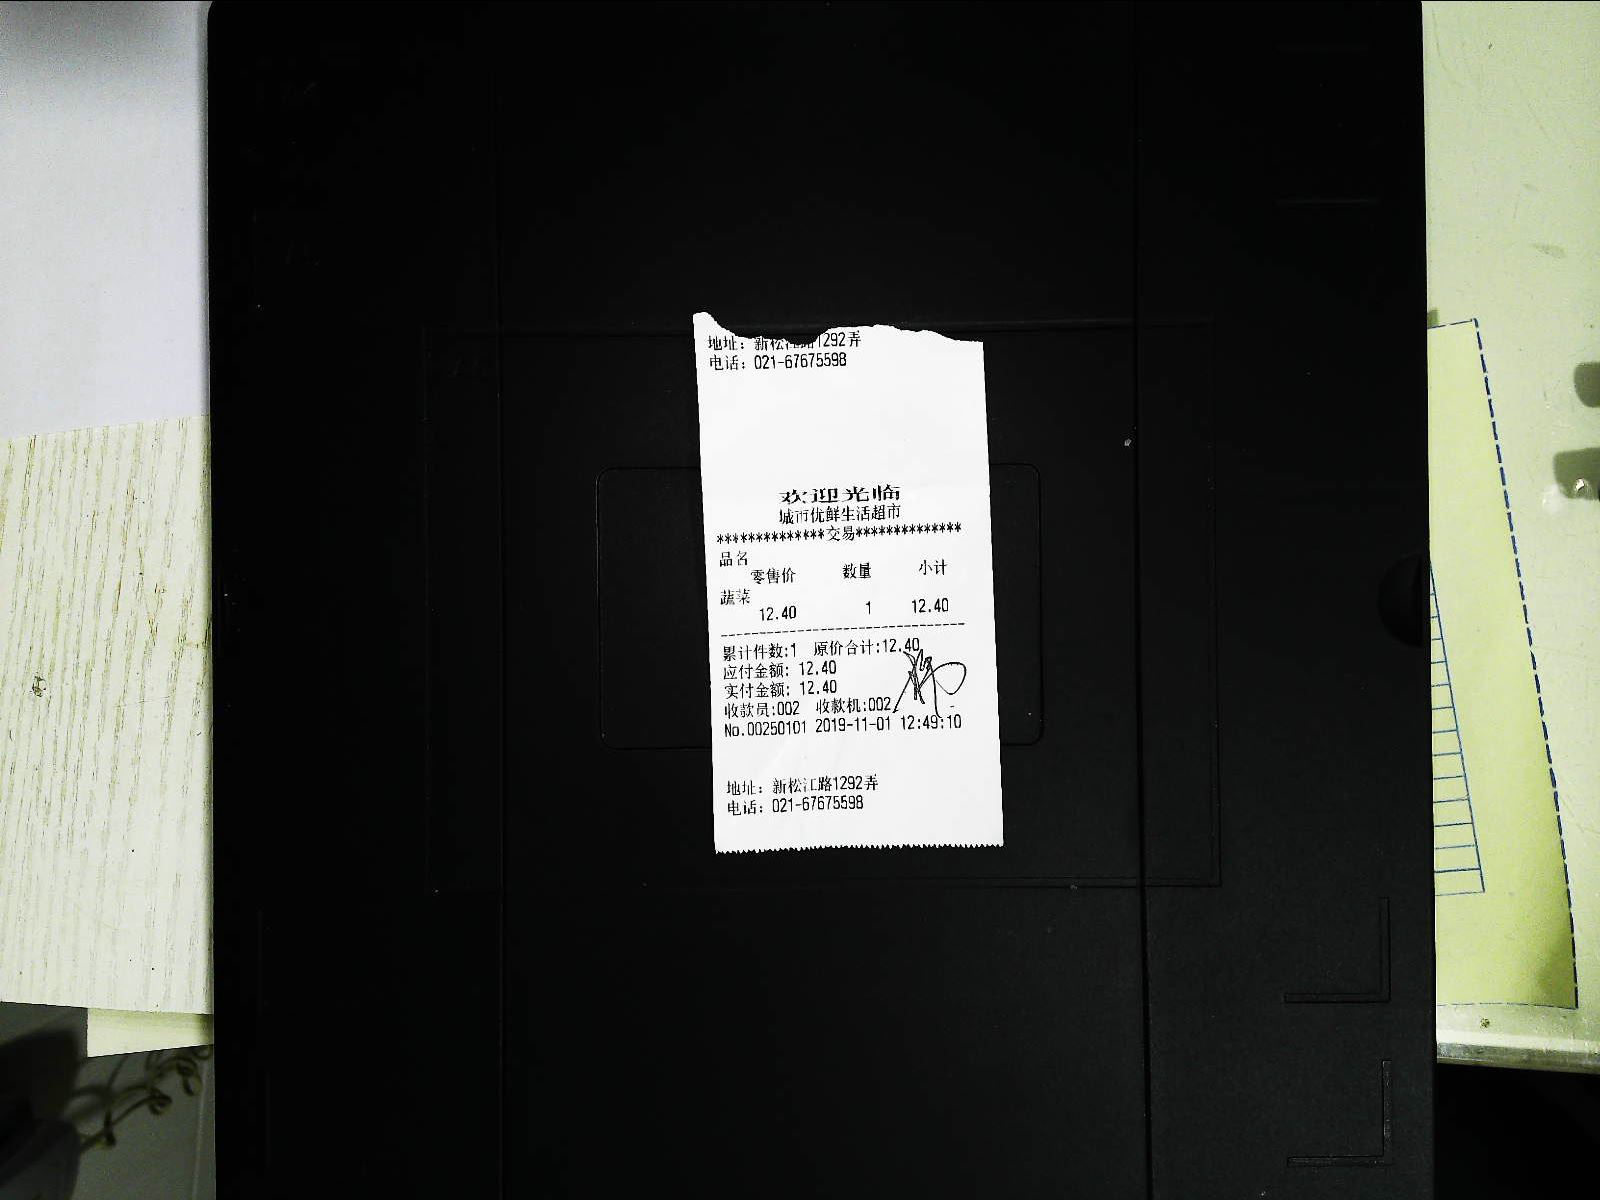 地址：新松江路1292弄
电话：021-67675598
欢迎光临
城市优鲜生活超市
**************交易**************
品名
零售价 数量 小计
蔬菜
12.40 1 12.40
--------------------------------
累计件数:1 原价合计:12.40
应付金额: 12.40
实付金额: 12.40
收款员:002 收款机:002
No.00250101 2019-11-01 12:49:10
地址：新松江路1292弄
电话：021-67675598